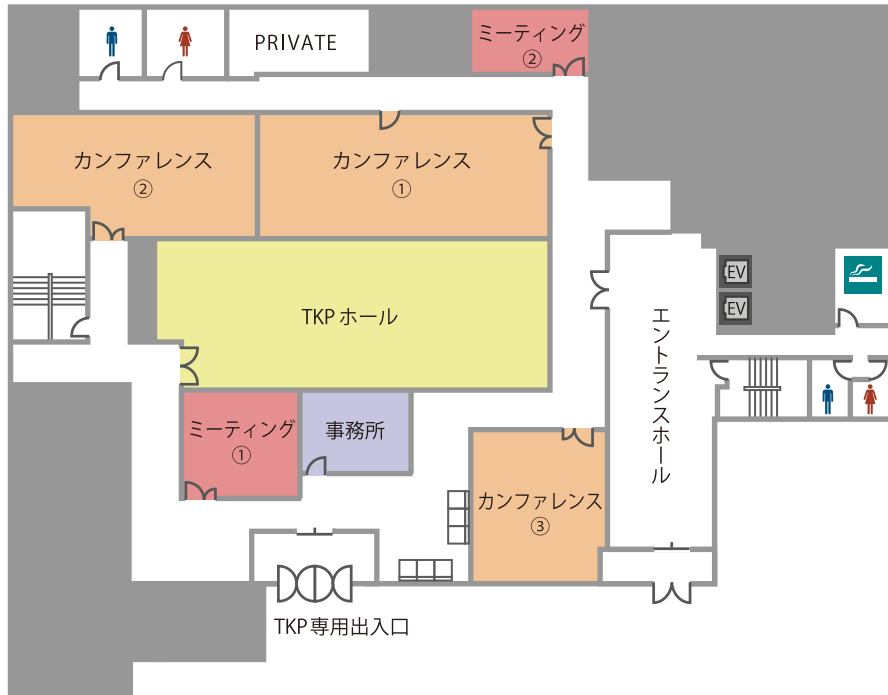 PRIVATE
ミーティング
②
カンファレンス
②
カンファレンス
①
EV
EV
TKP ホール
エントランスホール
ミーティング
①
事務所
カンファレンス
③
TKP 専用出入口